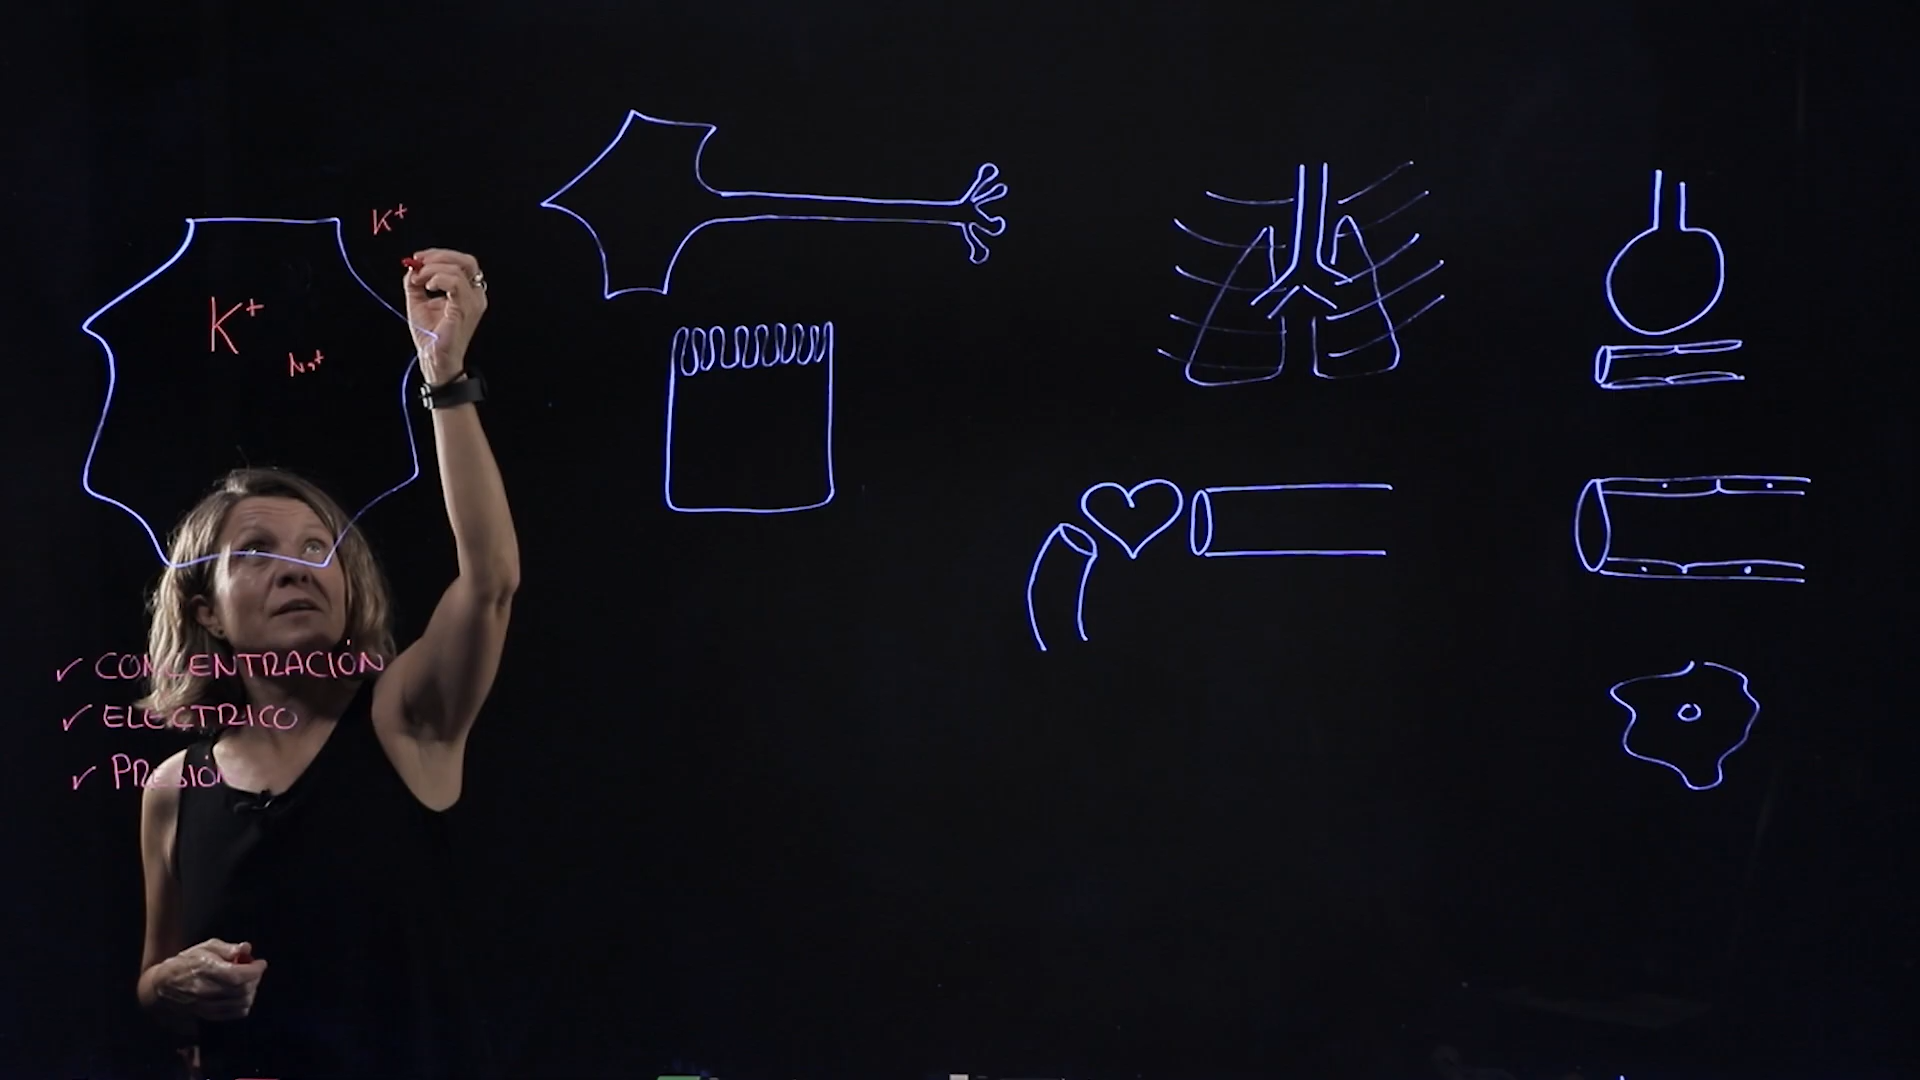 K⁺
K⁺
Na⁺
✓ CONCENTRACIÓN
✓ ELÉCTRICO
✓ PRESIÓN